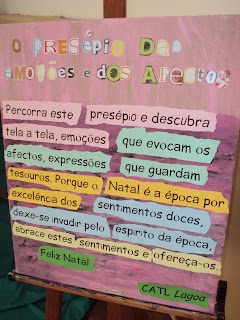 O PRESÉPIO Das
emoções e dos Afectos
Percorra este presépio e descubra
tela a tela, emoções que evocam os
afectos, expressões que guardam
tesouros. Porque o Natal é a época por
excelênca dos sentimentos doces,
deixe-se invadir pelo espirito da época,
abrace estes sentimentos e ofereça-os.
Feliz Natal
CATL Lagoa